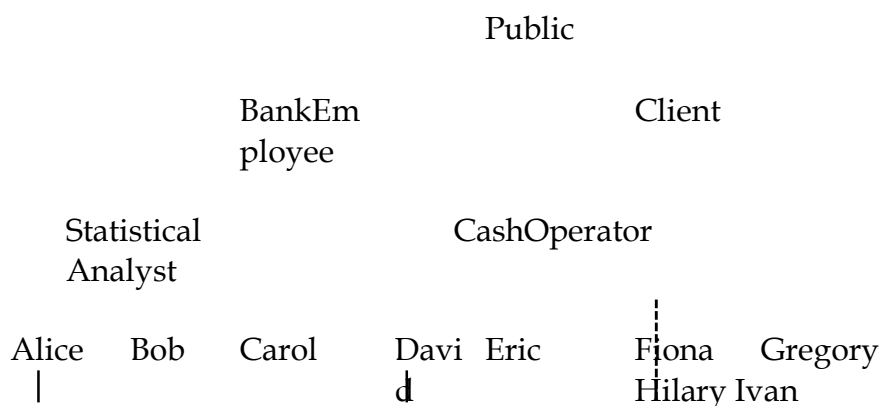 Public
BankEm Client
ployee
Statistical CashOperator
Analyst
Alice Bob Carol Davi Eric Fiona Gregory
d Hilary Ivan